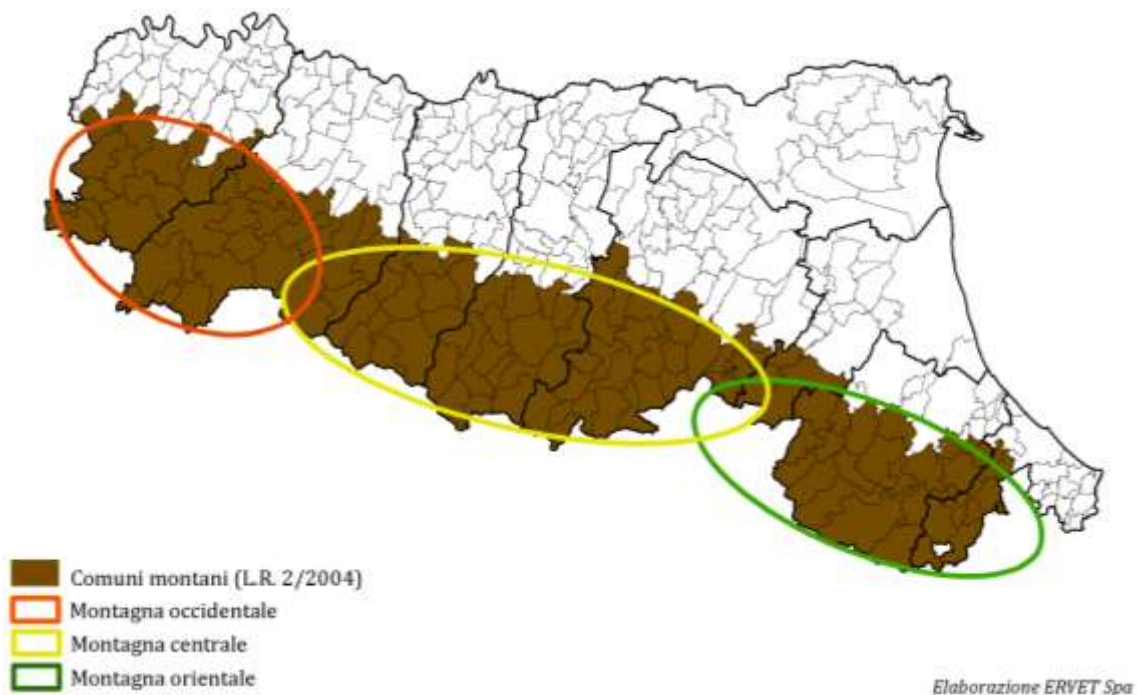 Comuni montani (L.R. 2/2004)
Montagna occidentale
Montagna centrale
Montagna orientale
Elaborazione ERVET Spa